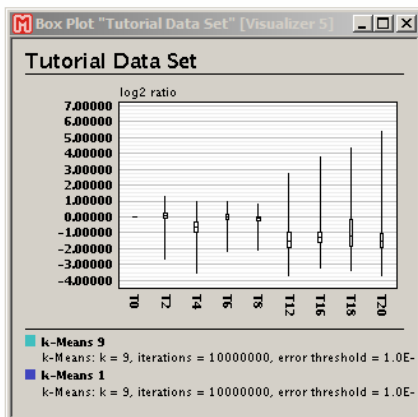 Box Plot "Tutorial Data Set" [Visualizer 5]
Tutorial Data Set
log2 ratio
7.00000
6.00000
5.00000
4.00000
3.00000
2.00000
1.00000
0.00000
-1.00000
-2.00000
-3.00000
-4.00000
T0 T2 T4 T6 T8 T12 T16 T18 T20
k-Means 9
k-Means: k = 9, iterations = 10000000, error threshold = 1.0E-
k-Means 1
k-Means: k = 9, iterations = 10000000, error threshold = 1.0E-